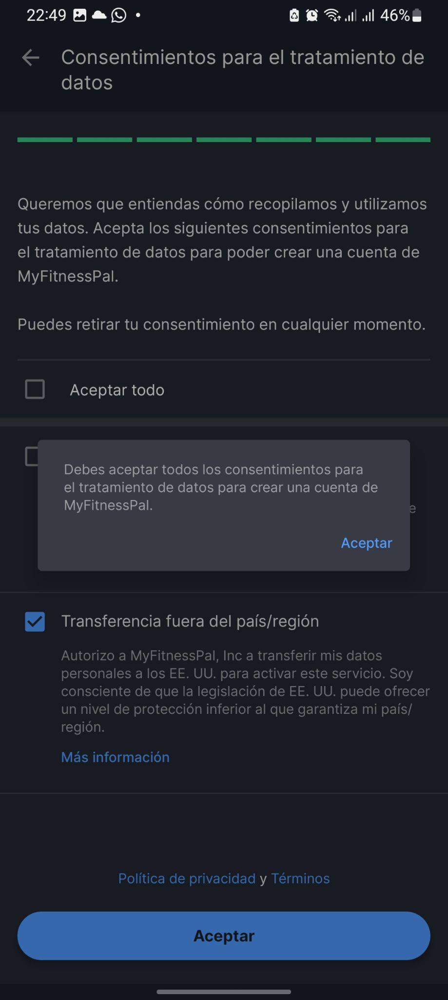 22:49
46%
Consentimientos para el tratamiento de
datos
Queremos que entiendas cómo recopilamos y utilizamos
tus datos. Acepta los siguientes consentimientos para
el tratamiento de datos para poder crear una cuenta de
MyFitnessPal.
Puedes retirar tu consentimiento en cualquier momento.
Aceptar todo
Debes aceptar todos los consentimientos para
el tratamiento de datos para crear una cuenta de
MyFitnessPal.
Aceptar
Transferencia fuera del país/región
Autorizo a MyFitnessPal, Inc a transferir mis datos
personales a los EE. UU. para activar este servicio. Soy
consciente de que la legislación de EE. UU. puede ofrecer
un nivel de protección inferior al que garantiza mi país/
región.
Más información
Política de privacidad y Términos
Aceptar